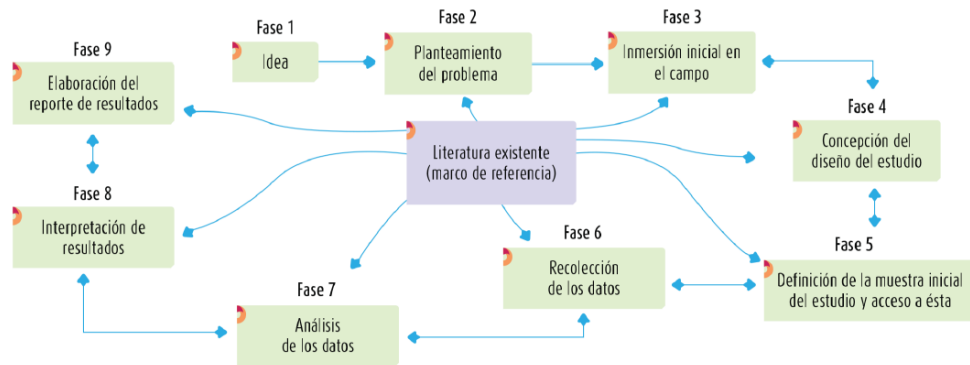 Fase 1
Idea
Fase 2
Planteamiento
del problema
Fase 3
Inmersión inicial en
el campo
Fase 4
Concepción del
diseño del estudio
Fase 5
Definición de la muestra inicial
del estudio y acceso a ésta
Fase 6
Recolección
de los datos
Fase 7
Análisis
de los datos
Fase 8
Interpretación de
resultados
Fase 9
Elaboración del
reporte de resultados
Literatura existente
(marco de referencia)